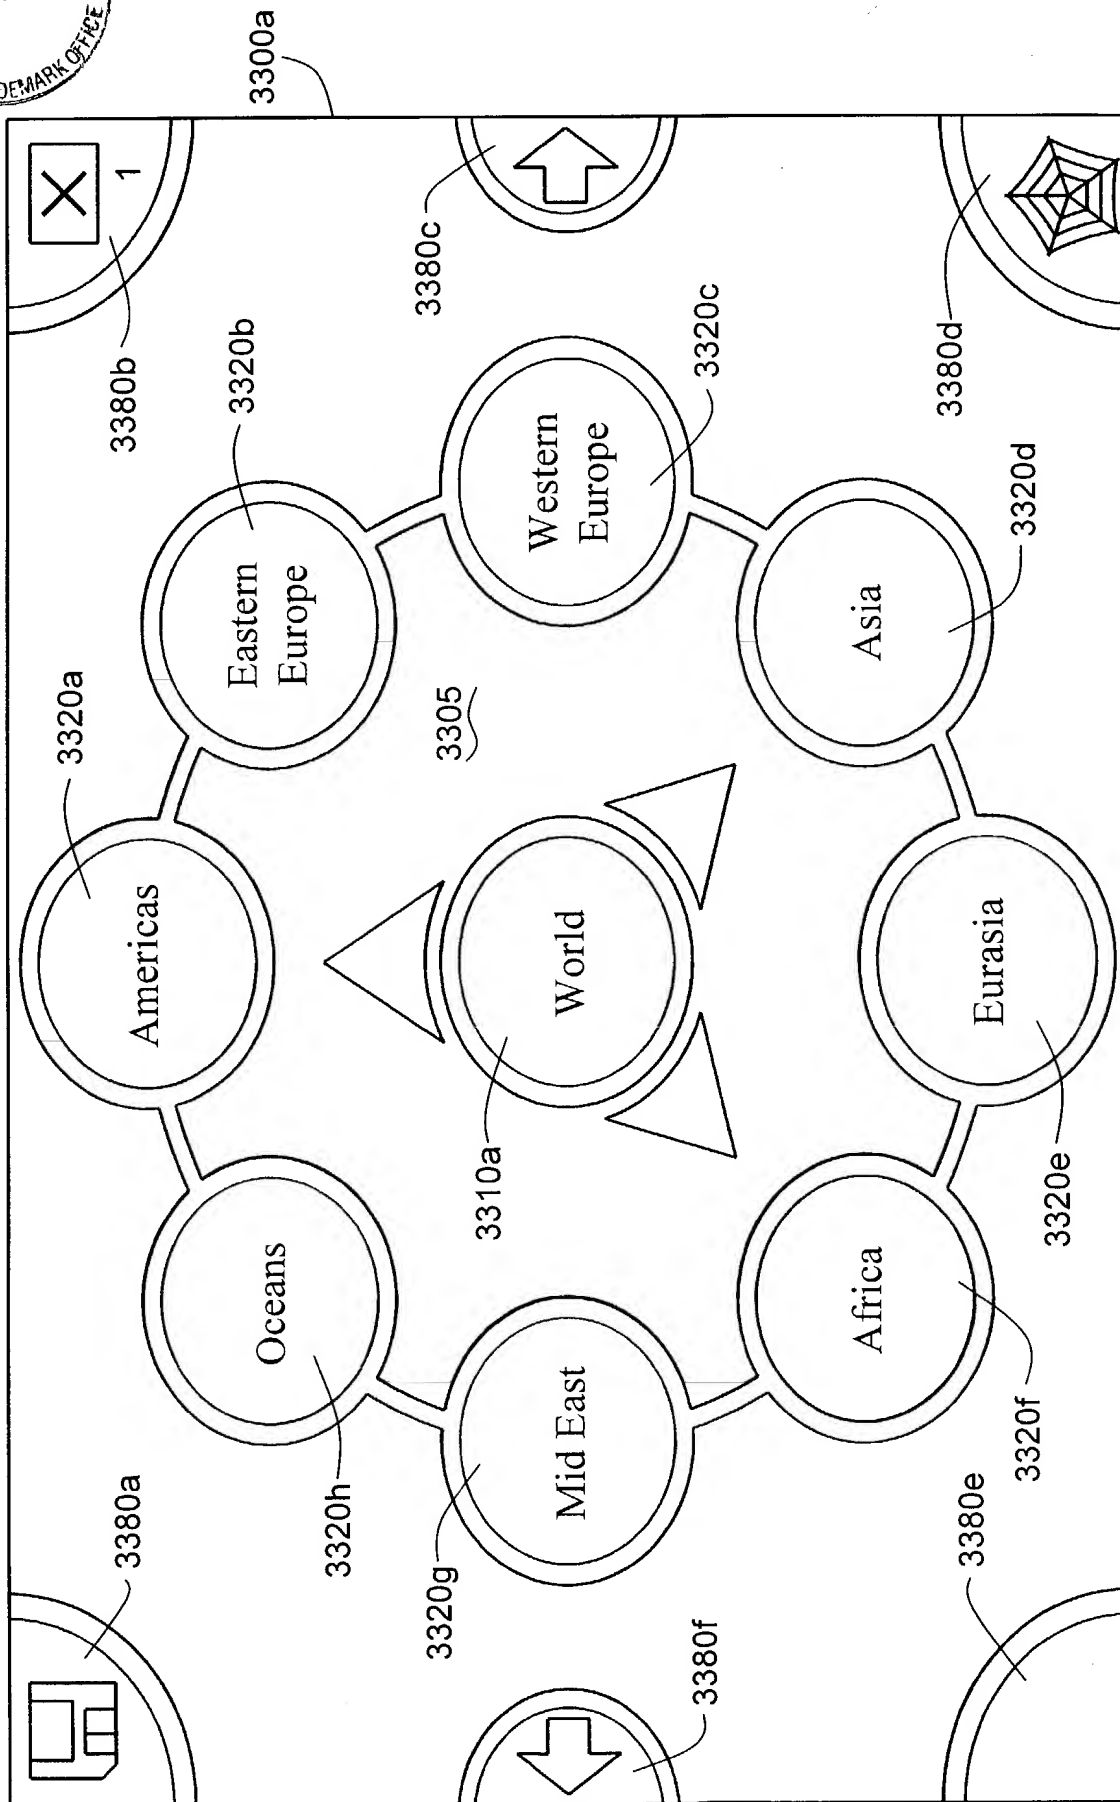 DEMARK OFFICE
3300a
3380a
3380b
1
3320a
Americas
3320b
Eastern
Europe
3320h
Oceans
3380c
3305
3310a
World
3320g
Mid East
Western
Europe
3320c
3380f
3320f
Africa
Asia
3320d
3380d
3320e
Eurasia
3380e